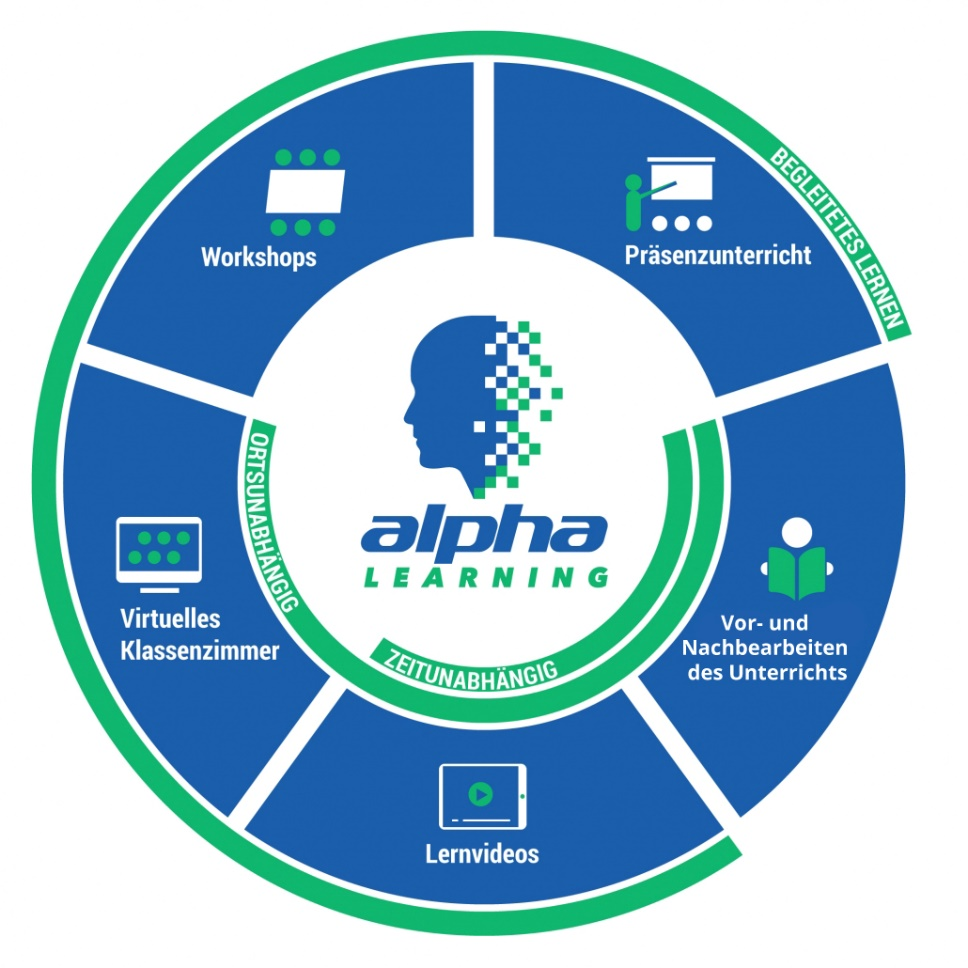 BEGLEITETES LERNEN
Workshops
Präsenzunterricht
ORTSUNABHÄNGIG
alpha
LEARNING
Virtuelles
Klassenzimmer
Vor- und
Nachbearbeiten
des Unterrichts
ZEITUNABHÄNGIG
Lernvideos